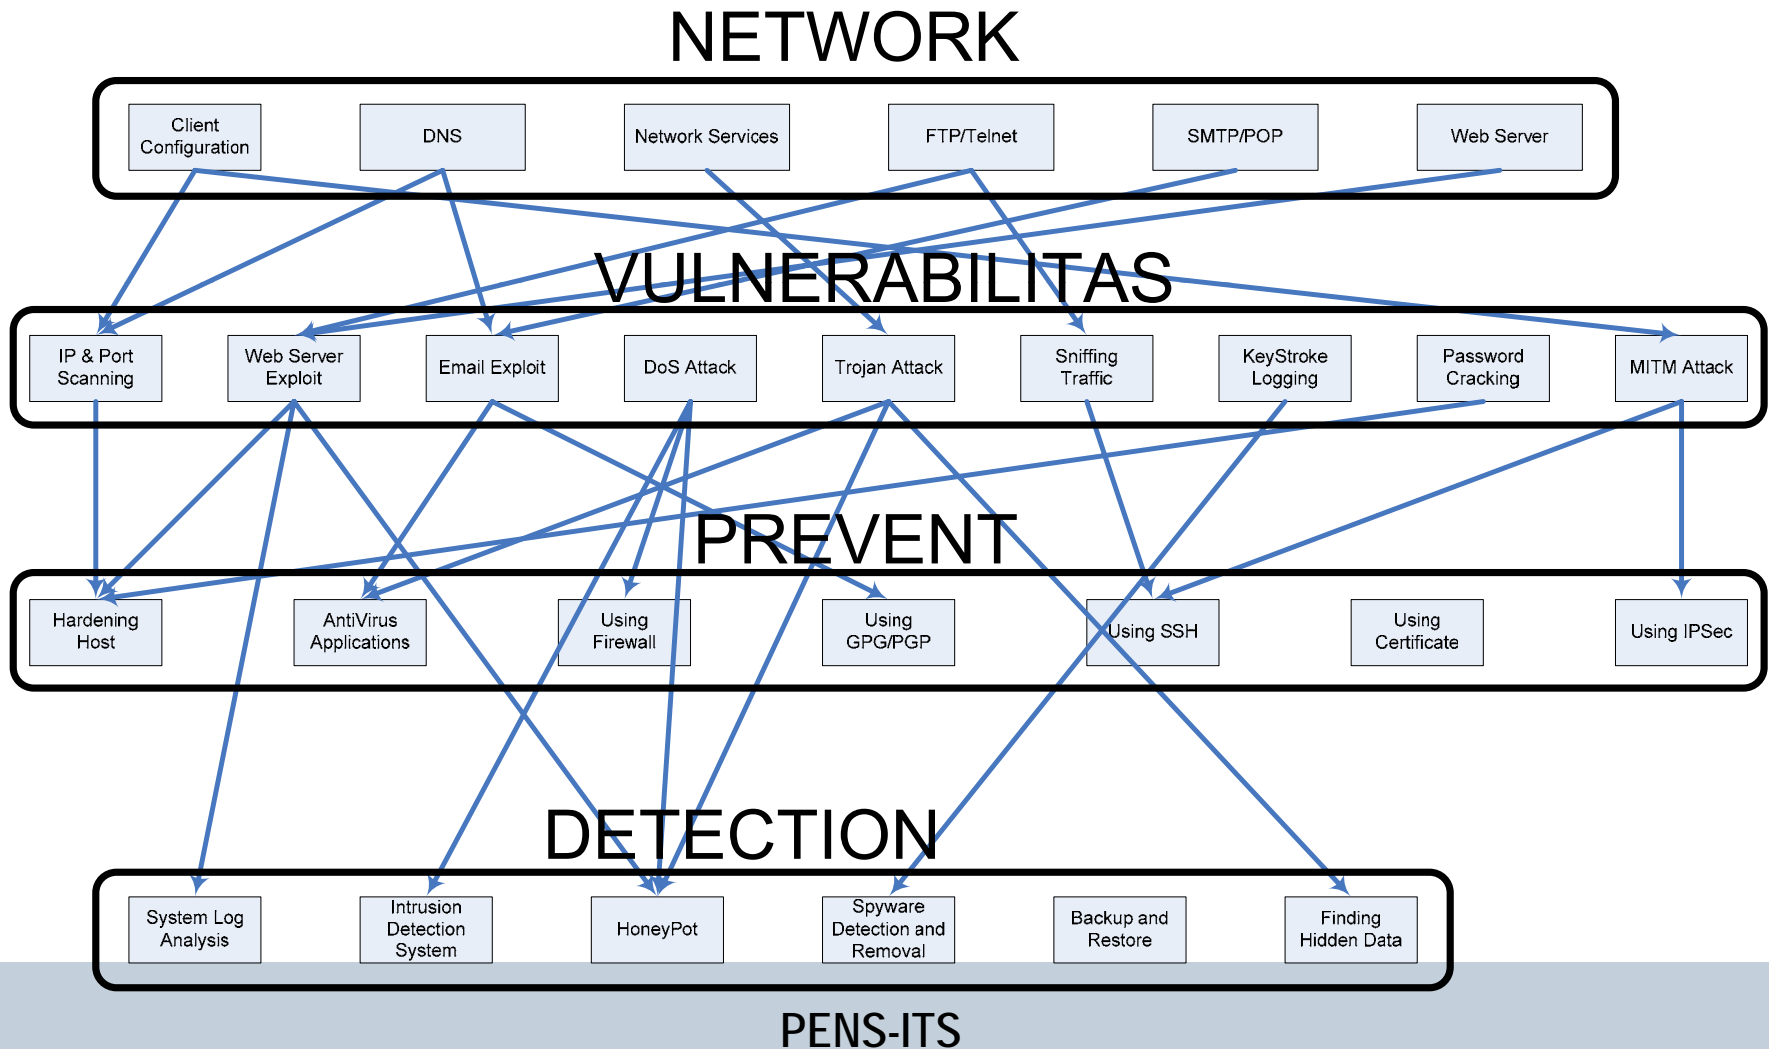 NETWORK
Client
Configuration
DNS
Network Services
FTP/Telnet
SMTP/POP
Web Server
VULNERABILITAS
IP & Port
Scanning
Web Server
Exploit
Email Exploit
DoS Attack
Trojan Attack
Sniffing
Traffic
KeyStroke
Logging
Password
Cracking
MITM Attack
PREVENT
Hardening
Host
AntiVirus
Applications
Using
Firewall
Using
GPG/PGP
Using SSH
Using
Certificate
Using IPSec
DETECTION
System Log
Analysis
Intrusion
Detection
System
HoneyPot
Spyware
Detection and
Removal
Backup and
Restore
Finding
Hidden Data
PENS-ITS